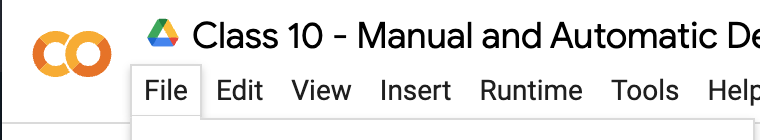 Class 10 - Manual and Automatic De
File Edit View Insert Runtime Tools Help